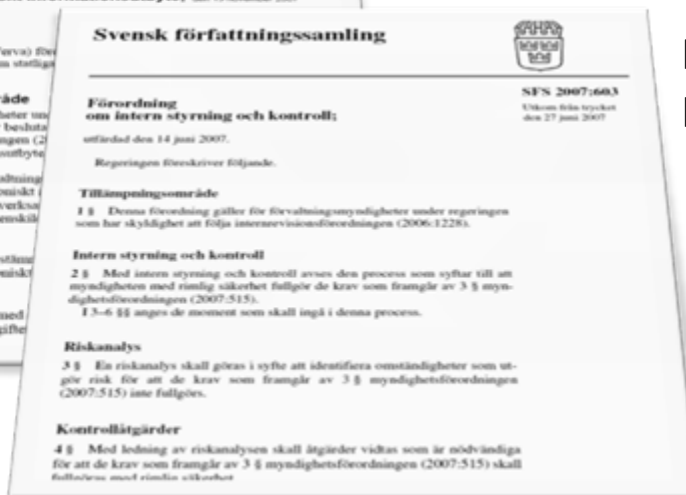 Svensk författningssamling
SFS 2007:603
Utkom från trycket
den 27 juni 2007
Förordning
om intern styrning och kontroll;
utfärdad den 14 juni 2007.
Regeringen föreskriver följande.
Tillämpningsområde
1 § Denna förordning gäller för förvaltningsmyndigheter under regeringen
som har skyldighet att följa internrevisionsförordningen (2006:1228).
Intern styrning och kontroll
2 § Med intern styrning och kontroll avses den process som syftar till att
myndigheten med rimlig säkerhet fullgör de krav som framgår av 3 § myn-
dighetsförordningen (2007:515).
I 3–6 §§ anges de moment som skall ingå i denna process.
Riskanalys
3 § En riskanalys skall göras i syfte att identifiera omständigheter som ut-
gör risk för att de krav som framgår av 3 § myndighetsförordningen
(2007:515) inte fullgörs.
Kontrollåtgärder
4 § Med ledning av riskanalysen skall åtgärder vidtas som är nödvändiga
för att de krav som framgår av 3 § myndighetsförordningen (2007:515) skall
fullgöras med rimlig säkerhet